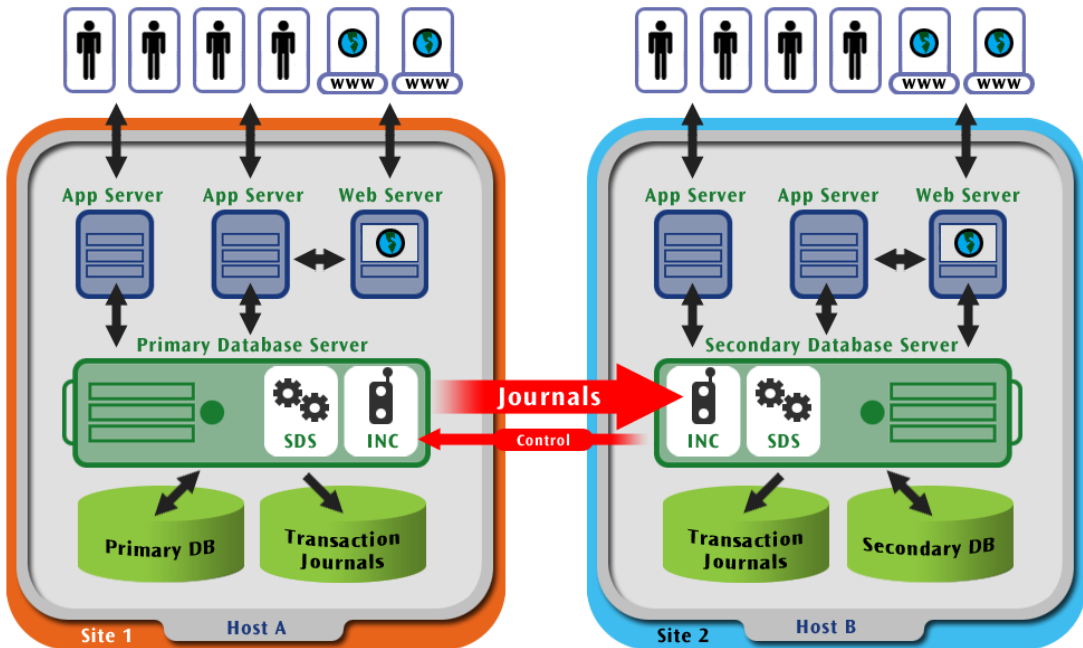 WWW WWW
WWW WWW
App Server App Server Web Server
App Server App Server Web Server
Primary Database Server
Secondary Database Server
SDS INC
Journals
Control
INC SDS
Primary DB
Transaction
Journals
Transaction
Journals
Secondary DB
Site 1
Host A
Site 2
Host B